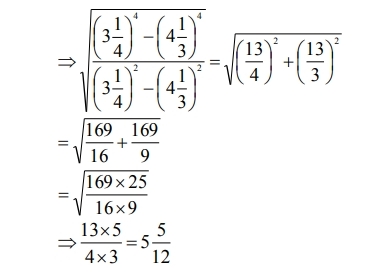 ⇒ √(((3 1/4)^4 − (4 1/3)^4) / ((3 1/4)^2 − (4 1/3)^2)) = √((13/4)^2 + (13/3)^2)
= √(169/16 + 169/9)
= √((169×25)/(16×9))
⇒ (13×5)/(4×3) = 5 5/12